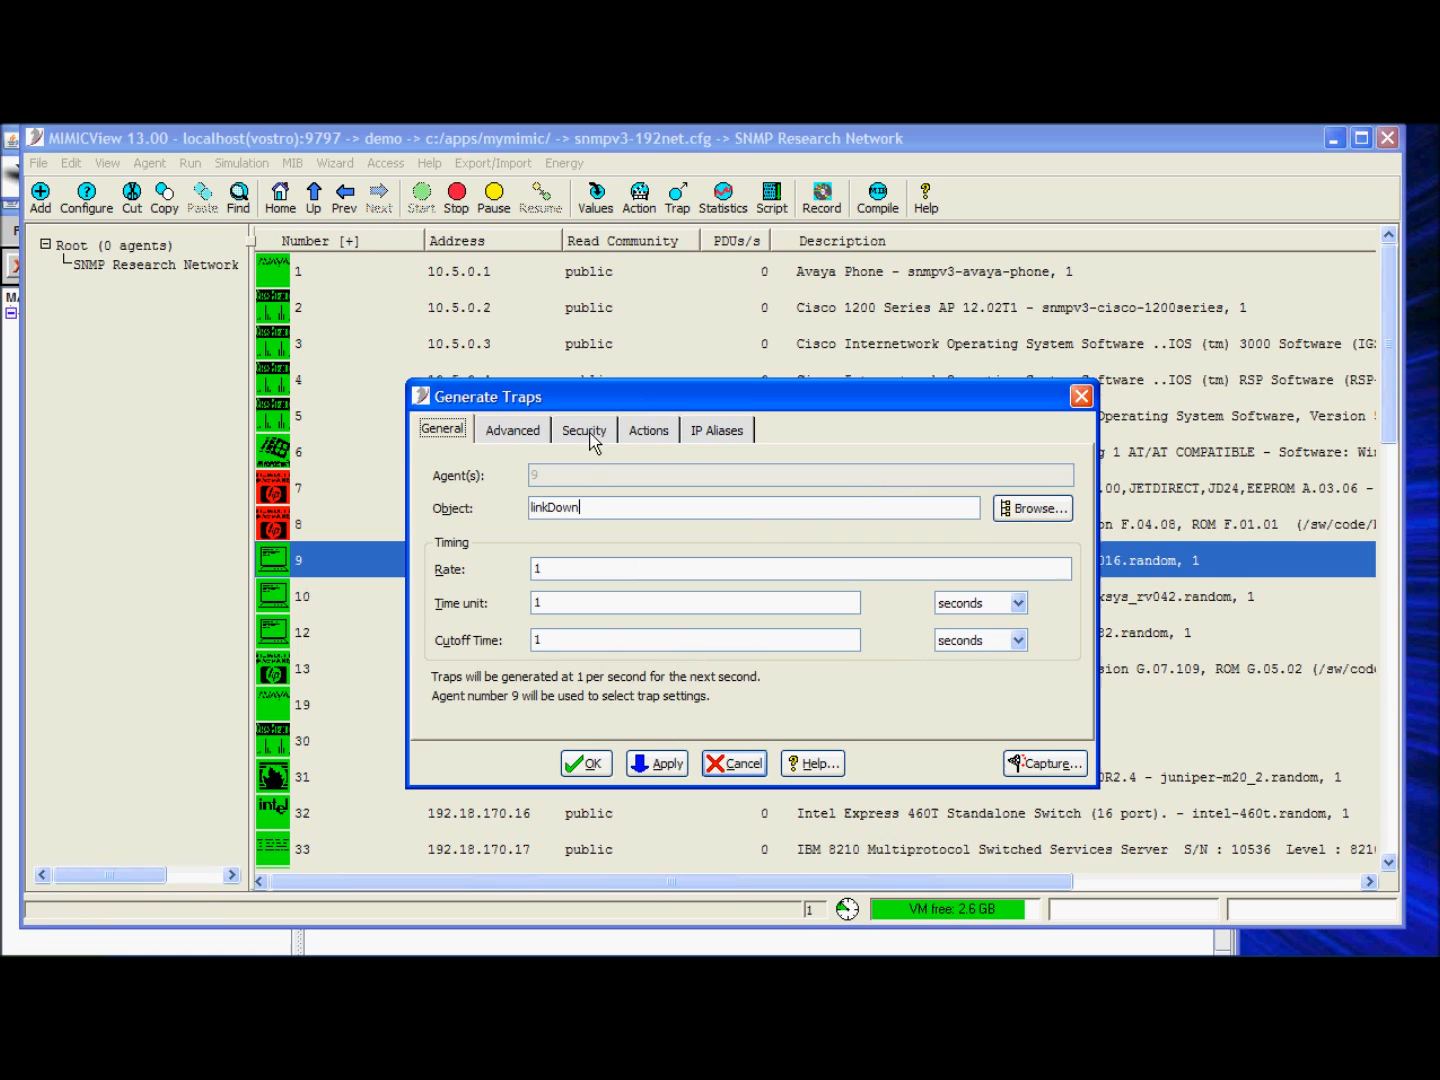 MIMICView 13.00 - localhost(vostro):9797 -> demo -> c:/apps/mymimic/ -> snmpv3-192net.cfg -> SNMP Research Network
File Edit View Agent Run Simulation MIB Wizard Access Help Export/Import Energy
Add Configure Cut Copy Paste Find Home Up Prev Next Start Stop Pause Resume Values Action Trap Statistics Script Record Compile Help
Root (0 agents)
SNMP Research Network
Number [+] Address Read Community PDUs/s Description
1 10.5.0.1 public 0 Avaya Phone - snmpv3-avaya-phone, 1
2 10.5.0.2 public 0 Cisco 1200 Series AP 12.02T1 - snmpv3-cisco-1200series, 1
3 10.5.0.3 public 0 Cisco Internetwork Operating System Software ..IOS (tm) 3000 Software (IGS
4 ftware ..IOS (tm) RSP Software (RSP-
5 Operating System Software, Version
6 g 1 AT/AT COMPATIBLE - Software: Win
7 .00,JETDIRECT,JD24,EEPROM A.03.06 -
8 on F.04.08, ROM F.01.01 (/sw/code/
9 016.random, 1
10 ksys_rv042.random, 1
12 82.random, 1
13 sion G.07.109, ROM G.05.02 (/sw/code
19
30
31 0R2.4 - juniper-m20_2.random, 1
32 192.18.170.16 public 0 Intel Express 460T Standalone Switch (16 port). - intel-460t.random, 1
33 192.18.170.17 public 0 IBM 8210 Multiprotocol Switched Services Server S/N : 10536 Level : 8210
Generate Traps
General Advanced Security Actions IP Aliases
Agent(s): 9
Object: linkDown Browse...
Timing
Rate: 1
Time unit: 1 seconds
Cutoff Time: 1 seconds
Traps will be generated at 1 per second for the next second.
Agent number 9 will be used to select trap settings.
OK Apply Cancel Help... Capture...
1 VM free: 2.6 GB